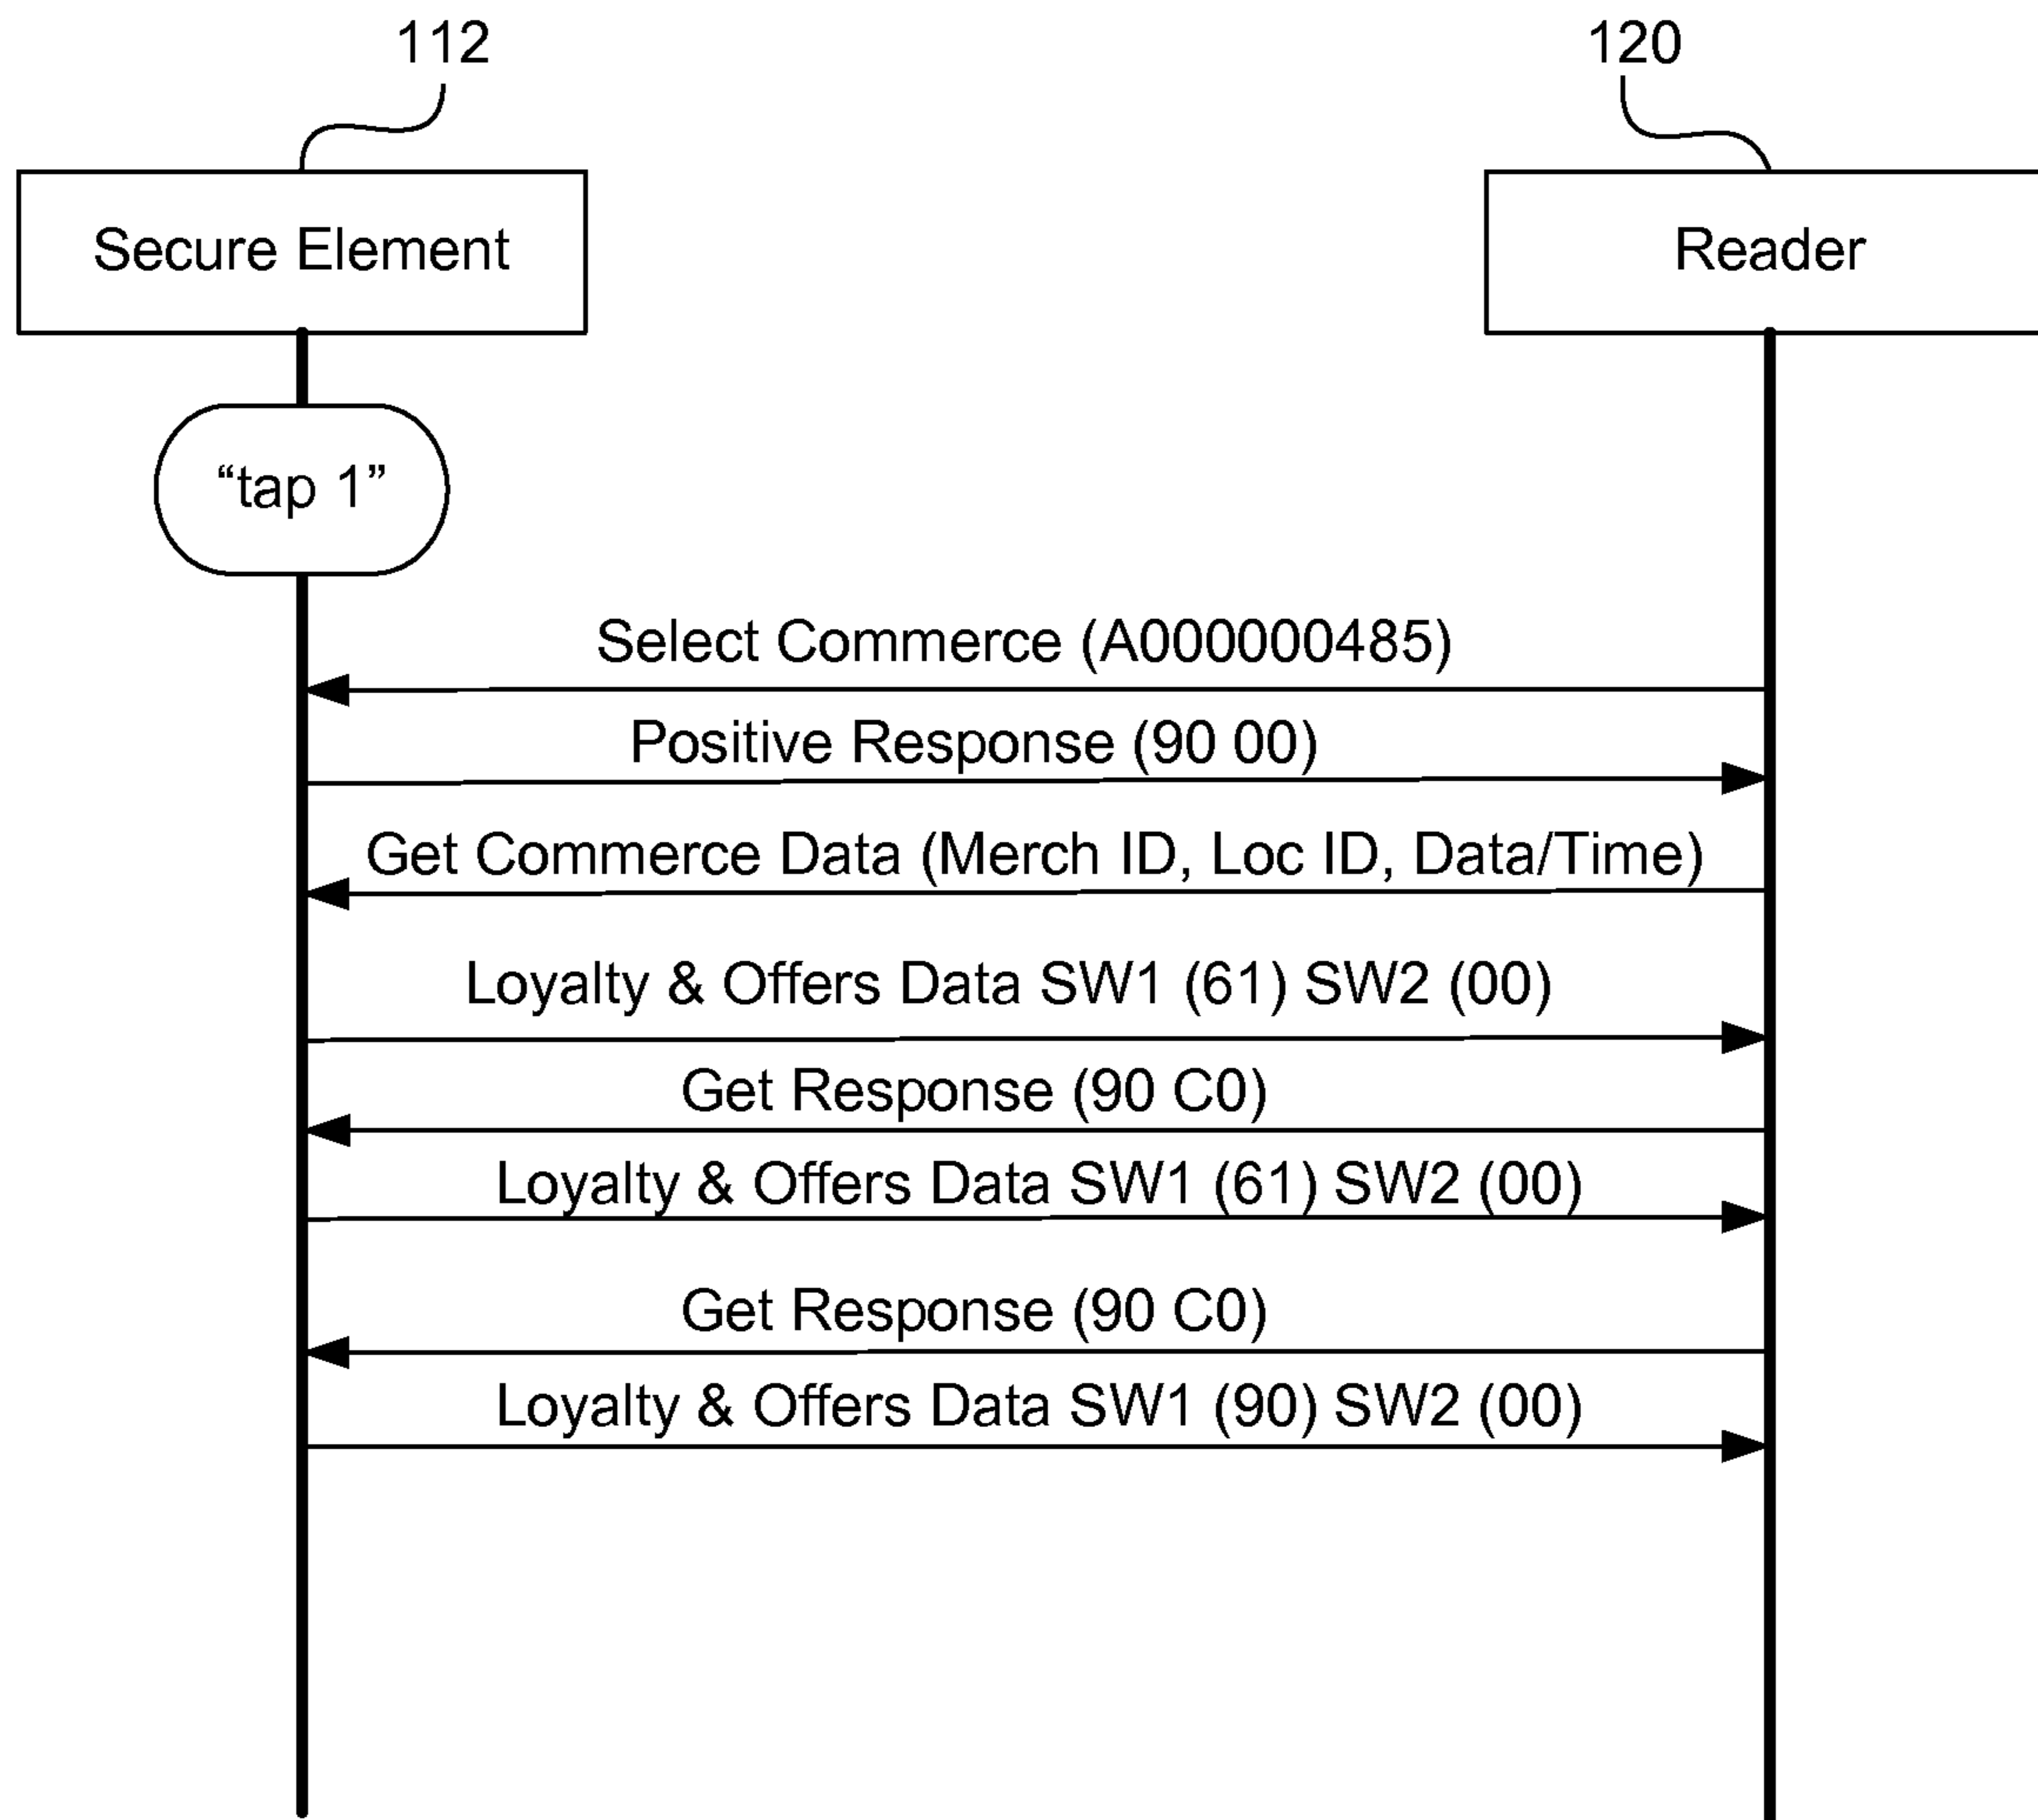 112
120
Secure Element
Reader
“tap 1”
Select Commerce (A000000485)
Positive Response (90 00)
Get Commerce Data (Merch ID, Loc ID, Data/Time)
Loyalty & Offers Data SW1 (61) SW2 (00)
Get Response (90 C0)
Loyalty & Offers Data SW1 (61) SW2 (00)
Get Response (90 C0)
Loyalty & Offers Data SW1 (90) SW2 (00)